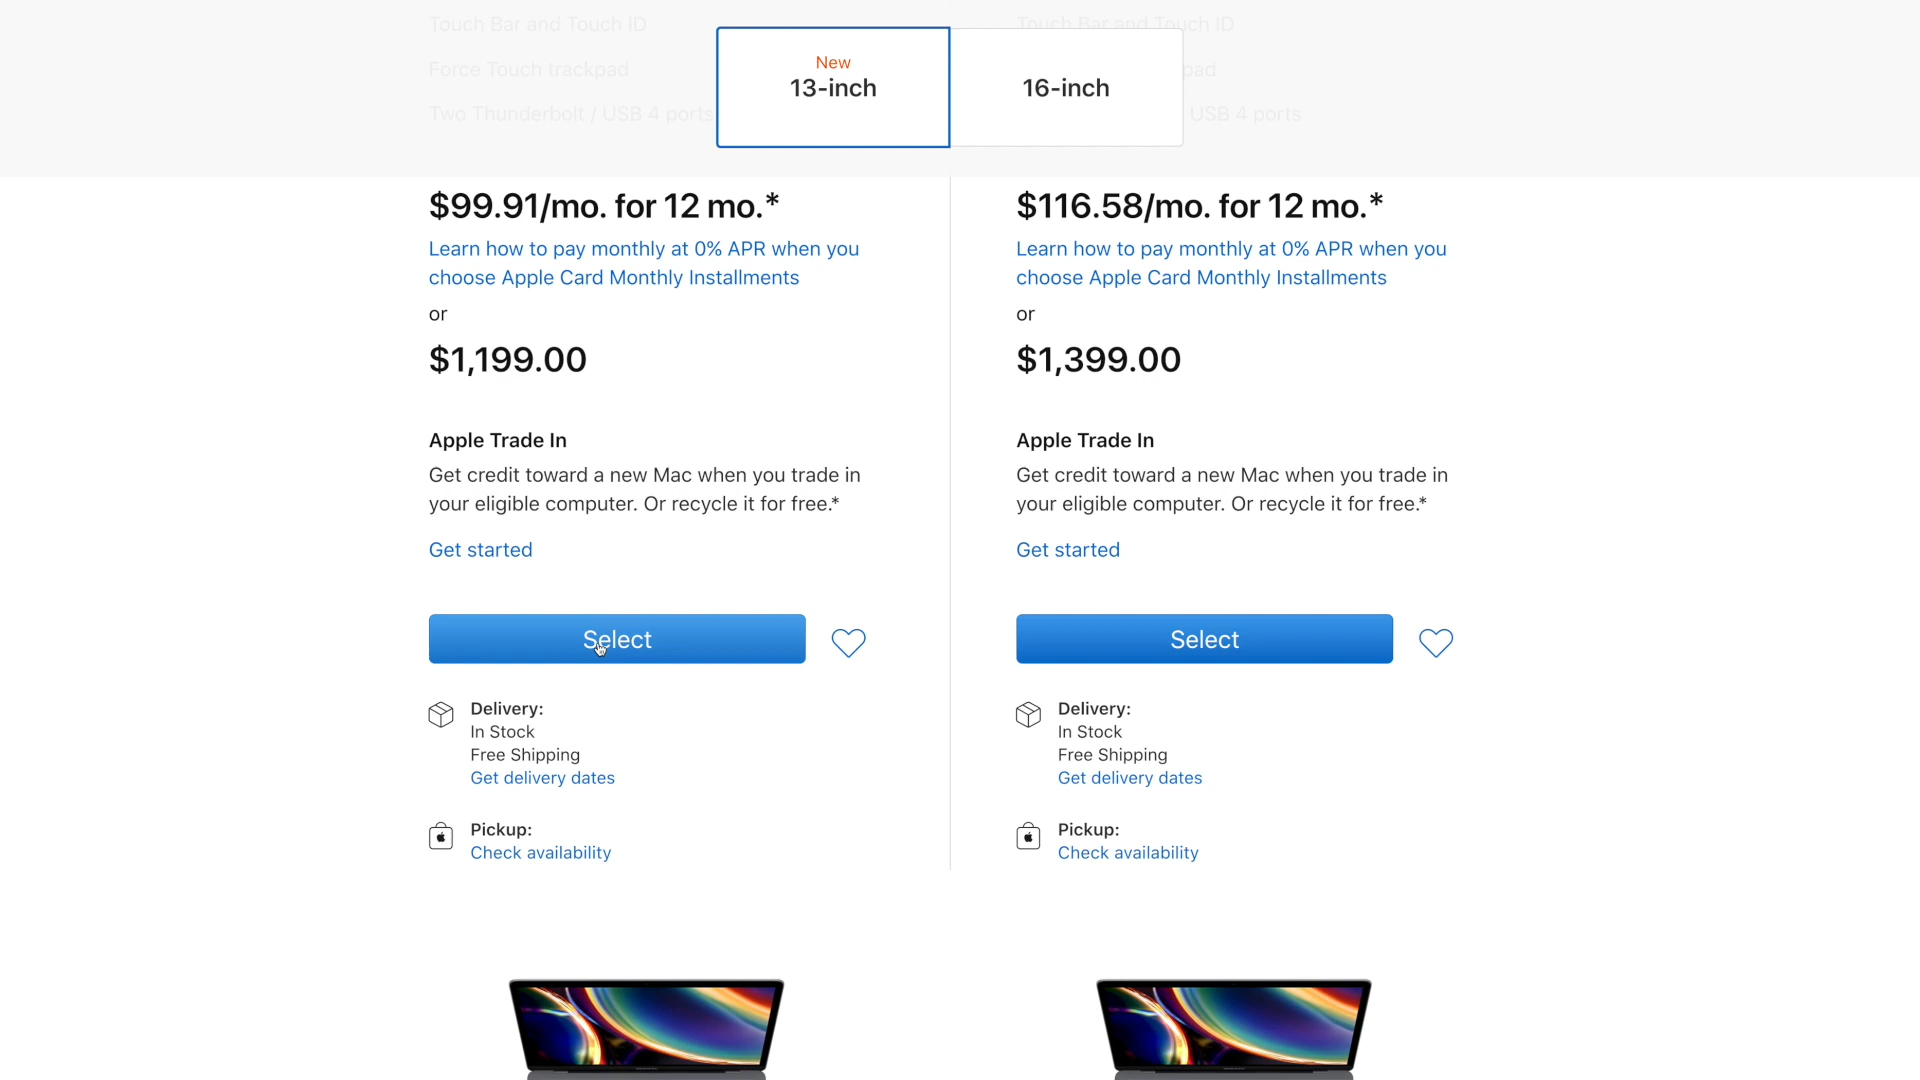 Touch Bar and Touch ID
Force Touch trackpad
Two Thunderbolt / USB 4 ports
Touch Bar and Touch ID
pad
USB 4 ports
New
13-inch
16-inch
$99.91/mo. for 12 mo.*
Learn how to pay monthly at 0% APR when you
choose Apple Card Monthly Installments
or
$1,199.00
Apple Trade In
Get credit toward a new Mac when you trade in
your eligible computer. Or recycle it for free.*
Get started
Select
Delivery:
In Stock
Free Shipping
Get delivery dates
Pickup:
Check availability
$116.58/mo. for 12 mo.*
Learn how to pay monthly at 0% APR when you
choose Apple Card Monthly Installments
or
$1,399.00
Apple Trade In
Get credit toward a new Mac when you trade in
your eligible computer. Or recycle it for free.*
Get started
Select
Delivery:
In Stock
Free Shipping
Get delivery dates
Pickup:
Check availability